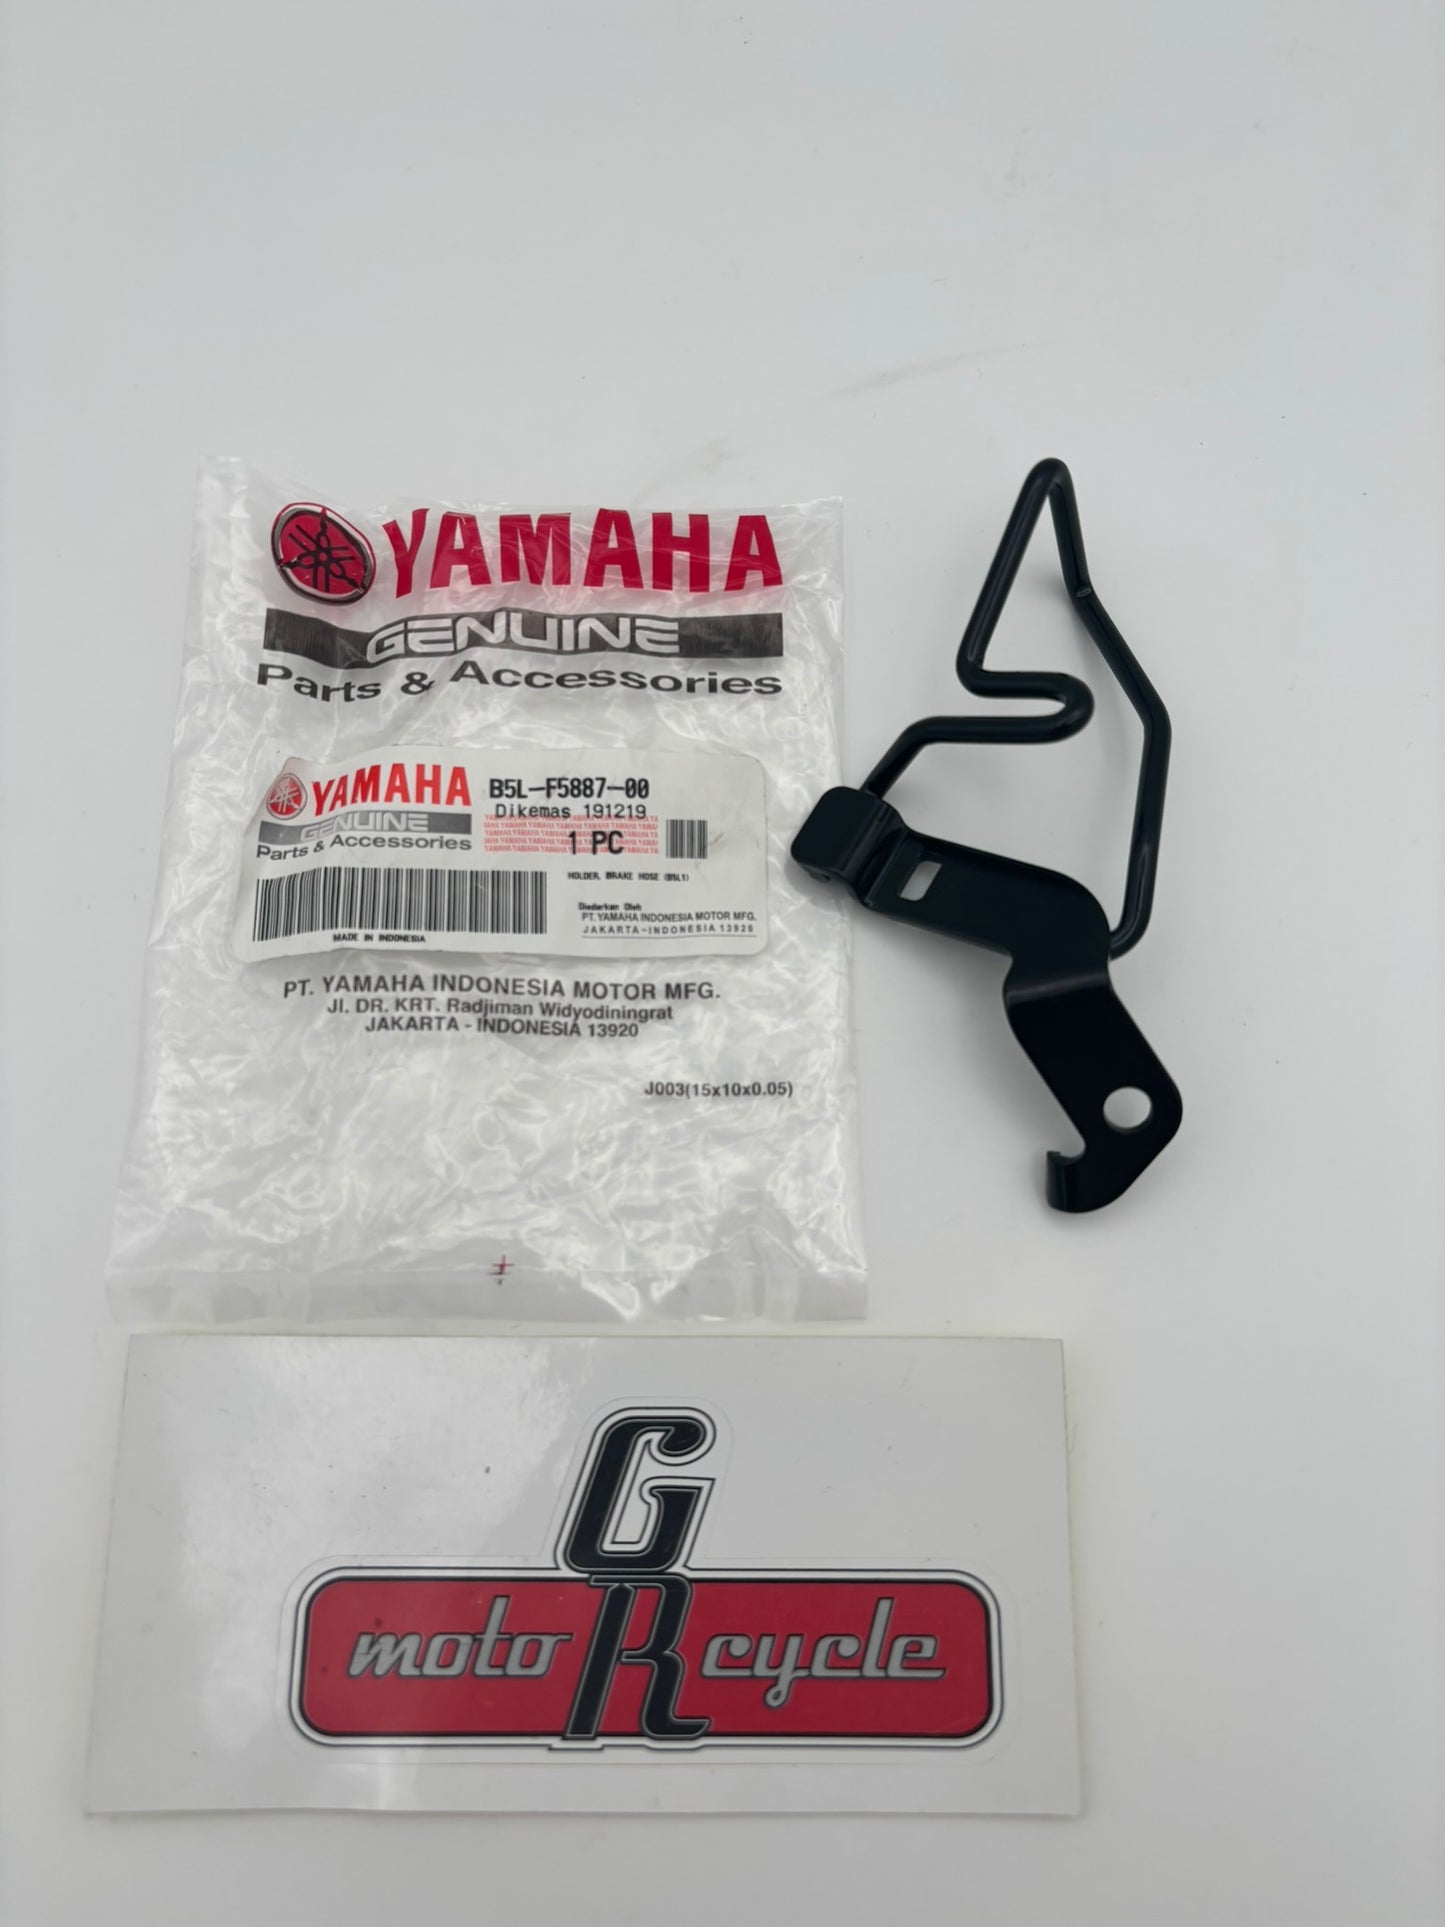 YAMAHA
GENUINE
Parts & Accessories
YAMAHA
GENUINE
Parts & Accessories
B5L-F5887-00
Dikemas 191219
1 PC
HOLDER, BRAKE HOSE (B5L1)
Diedarkan Oleh
PT. YAMAHA INDONESIA MOTOR MFG.
JAKARTA-INDONESIA 13920
MADE IN INDONESIA
PT. YAMAHA INDONESIA MOTOR MFG.
Jl. DR. KRT. Radjiman Widyodiningrat
JAKARTA - INDONESIA 13920
J003(15x10x0.05)
GR
moto cycle